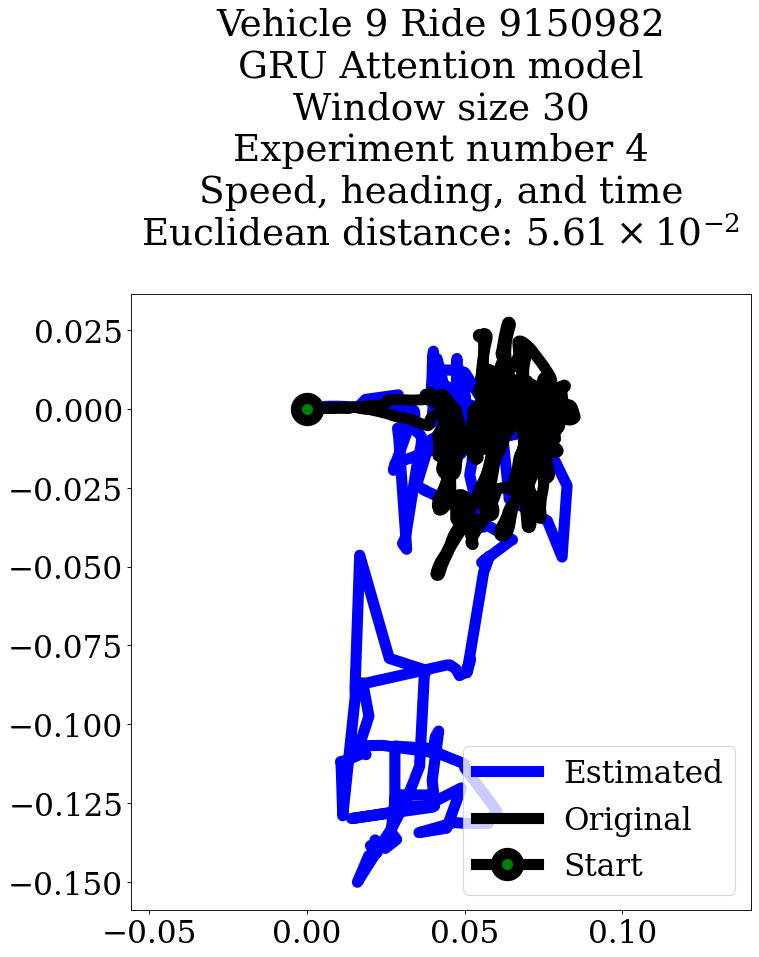 Vehicle 9 Ride 9150982
GRU Attention model
Window size 30
Experiment number 4
Speed, heading, and time
Euclidean distance: 5.61 × 10⁻²
0.025
0.000
−0.025
−0.050
−0.075
−0.100
−0.125
−0.150
Estimated
Original
Start
−0.05
0.00
0.05
0.10